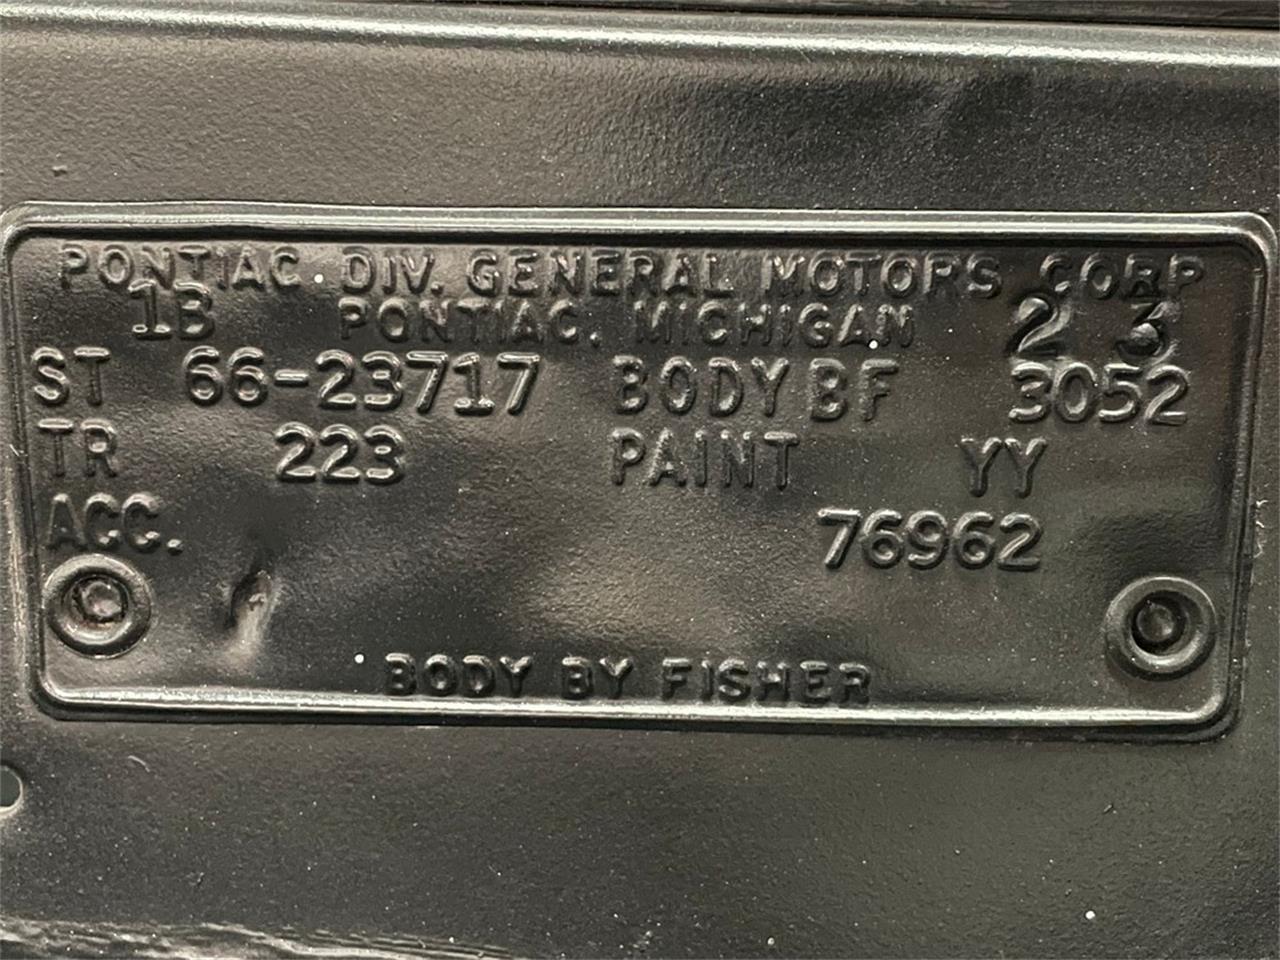 PONTIAC DIV. GENERAL MOTORS CORP
1B PONTIAC, MICHIGAN 2 3
ST 66-23717 BODY BF 3052
TR 223 PAINT YY
ACC. 76962
BODY BY FISHER